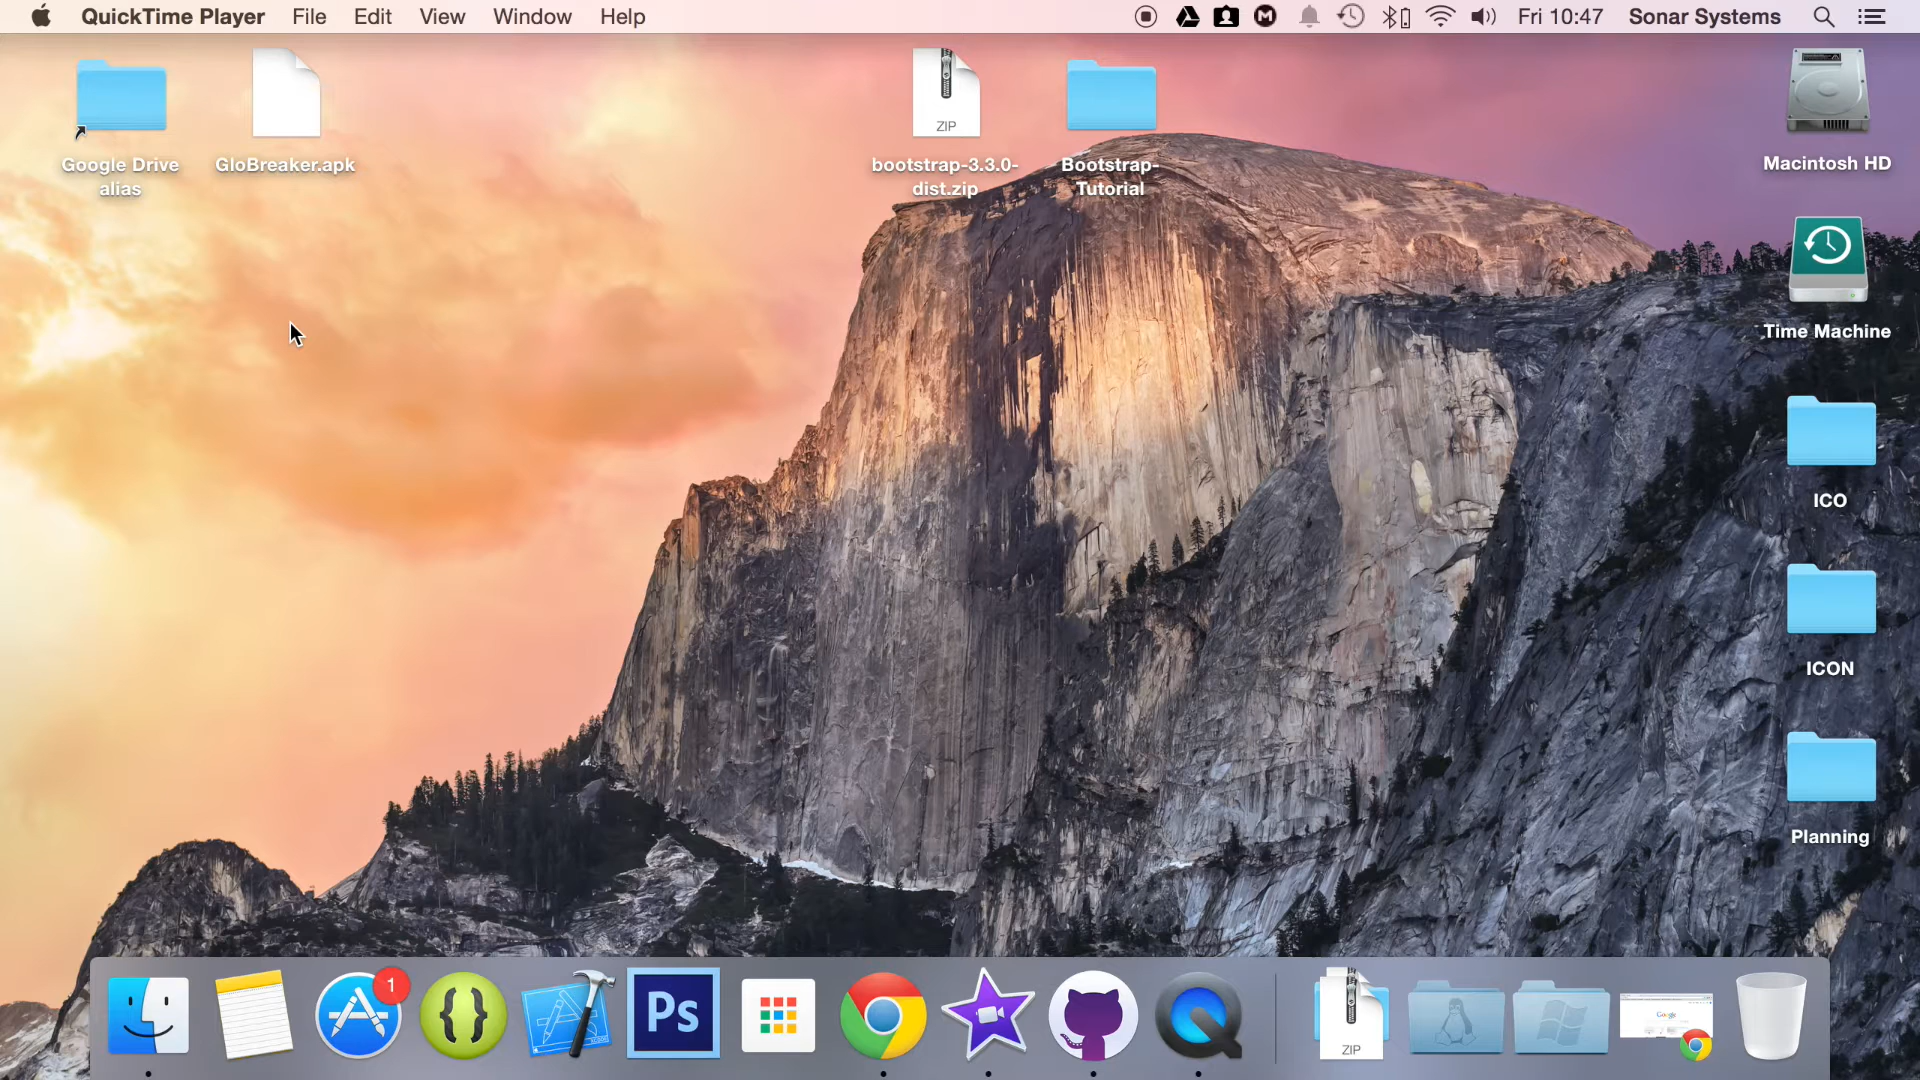 QuickTime Player File Edit View Window Help Fri 10:47 Sonar Systems
Google Drive
alias
GloBreaker.apk
ZIP
bootstrap-3.3.0-
dist.zip
Bootstrap-
Tutorial
Macintosh HD
Time Machine
ICO
ICON
Planning
1
Ps
ZIP
Google